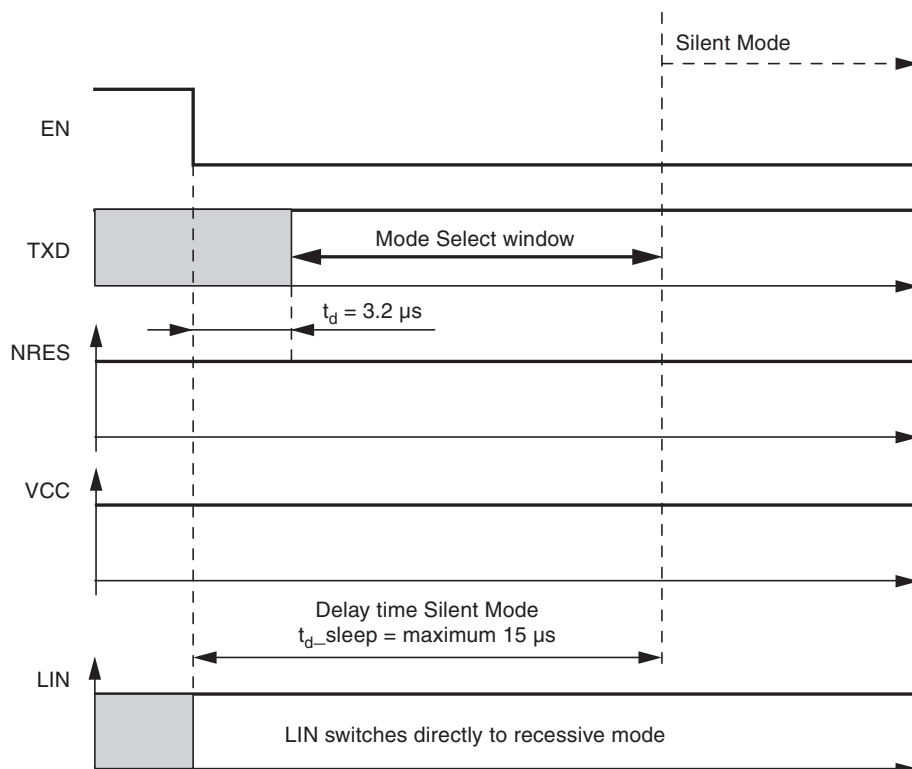 Silent Mode
EN
TXD
Mode Select window
t_d = 3.2 µs
NRES
VCC
Delay time Silent Mode
t_d_sleep = maximum 15 µs
LIN
LIN switches directly to recessive mode